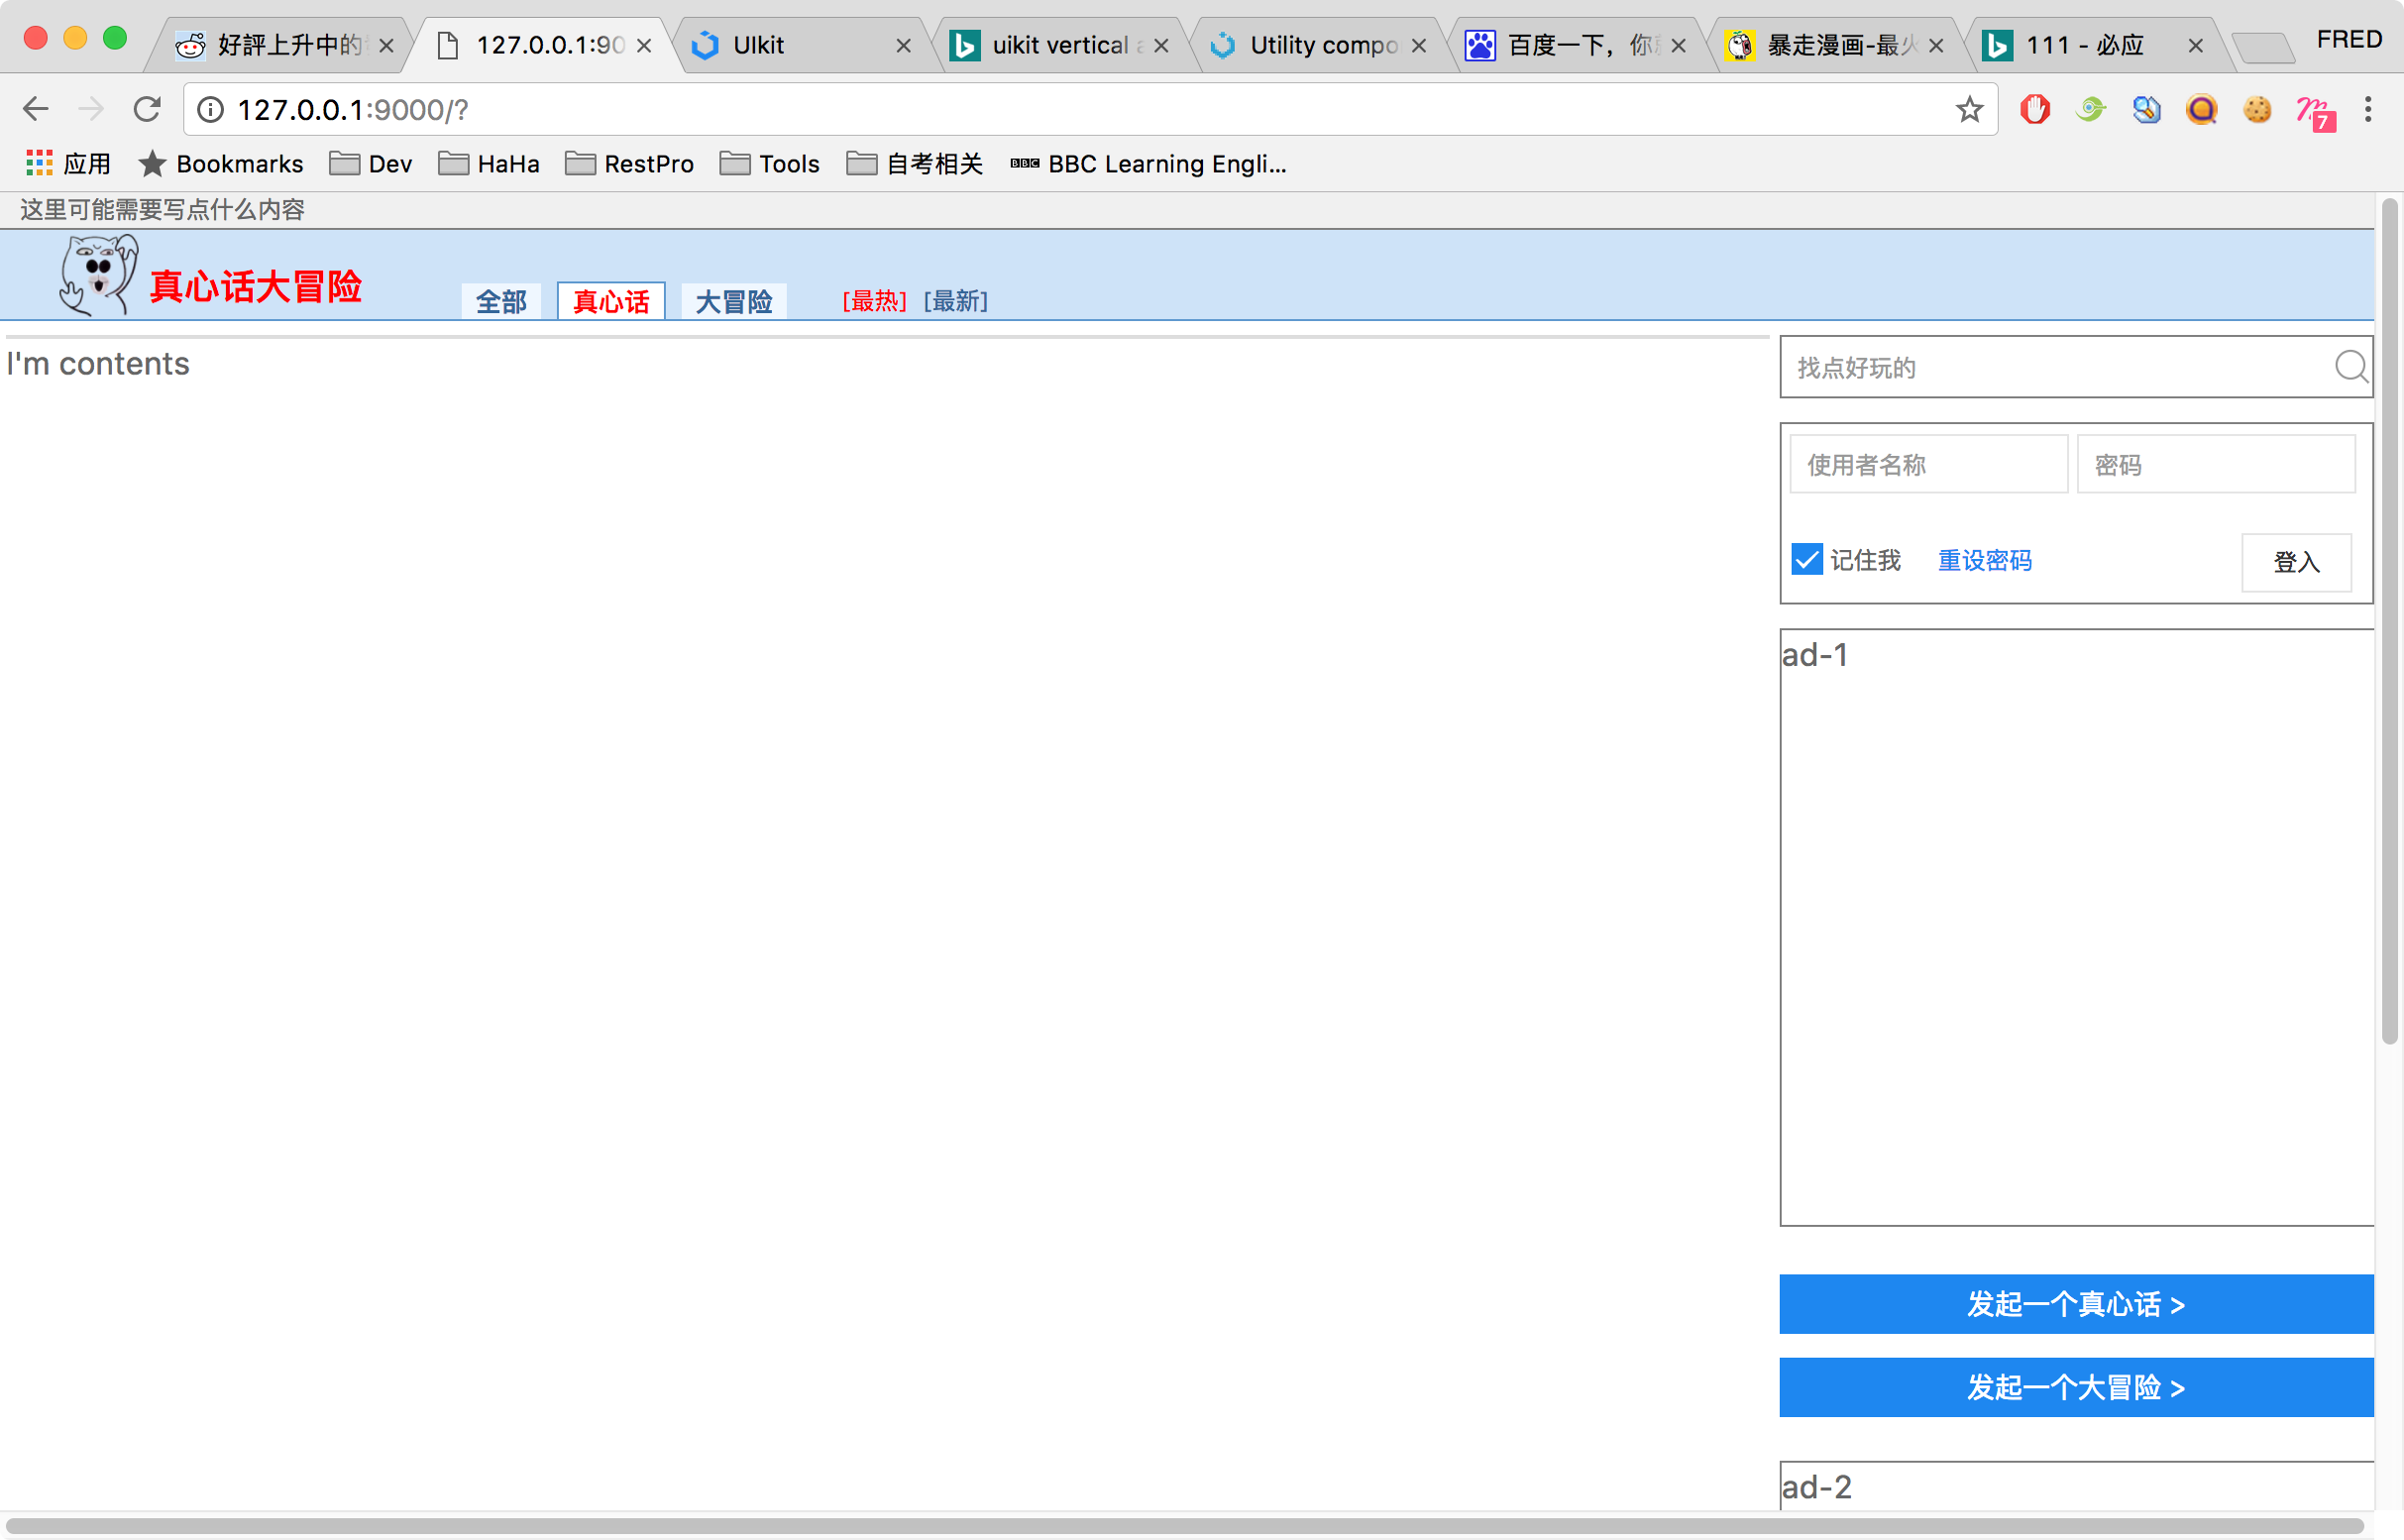 好評上升中的
127.0.0.1:90
UIkit
uikit vertical
Utility compo
百度一下，你
暴走漫画-最火
111 - 必应
FRED
127.0.0.1:9000/?
7
应用
Bookmarks
Dev
HaHa
RestPro
Tools
自考相关
BBC
BBC Learning Engli...
这里可能需要写点什么内容
真心话大冒险
全部
真心话
大冒险
[最热]
[最新]
I'm contents
找点好玩的
使用者名称
密码
记住我
重设密码
登入
ad-1
发起一个真心话 >
发起一个大冒险 >
ad-2